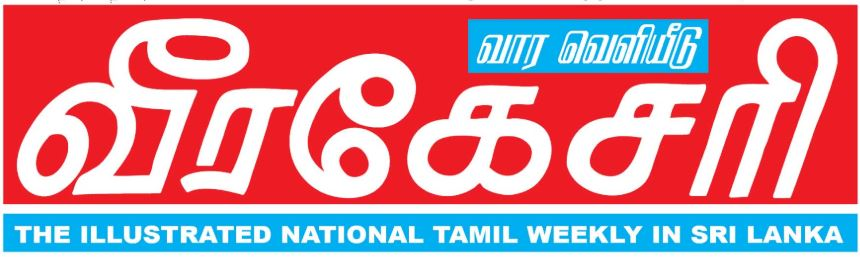 வார வெளியீடு
வீரகேசரி
THE ILLUSTRATED NATIONAL TAMIL WEEKLY IN SRI LANKA